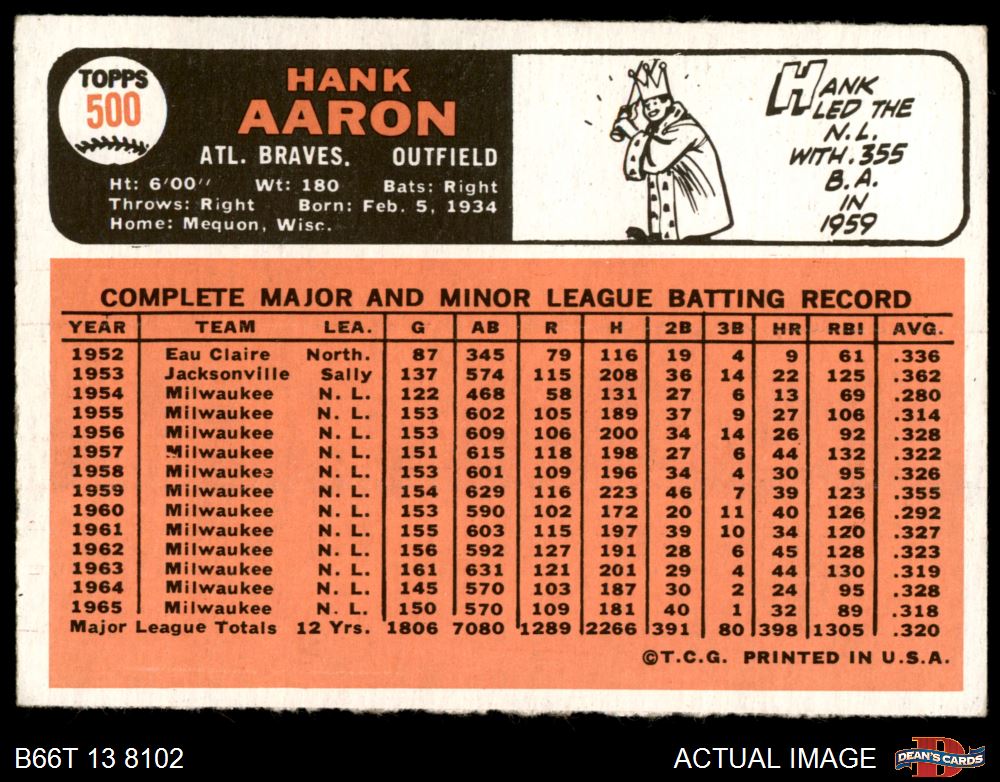 TOPPS
500
HANK
AARON
ATL. BRAVES. OUTFIELD
Ht: 6'00" Wt: 180 Bats: Right
Throws: Right Born: Feb. 5, 1934
Home: Mequon, Wisc.
HANK
LED THE
N.L.
WITH .355
B.A.
IN
1959
COMPLETE MAJOR AND MINOR LEAGUE BATTING RECORD
YEAR TEAM LEA. G AB R H 2B 3B HR RBI AVG.
1952 Eau Claire North. 87 345 79 116 19 4 9 61 .336
1953 Jacksonville Sally 137 574 115 208 36 14 22 125 .362
1954 Milwaukee N. L. 122 468 58 131 27 6 13 69 .280
1955 Milwaukee N. L. 153 602 105 189 37 9 27 106 .314
1956 Milwaukee N. L. 153 609 106 200 34 14 26 92 .328
1957 Milwaukee N. L. 151 615 118 198 27 6 44 132 .322
1958 Milwaukee N. L. 153 601 109 196 34 4 30 95 .326
1959 Milwaukee N. L. 154 629 116 223 46 7 39 123 .355
1960 Milwaukee N. L. 153 590 102 172 20 11 40 126 .292
1961 Milwaukee N. L. 155 603 115 197 39 10 34 120 .327
1962 Milwaukee N. L. 156 592 127 191 28 6 45 128 .323
1963 Milwaukee N. L. 161 631 121 201 29 4 44 130 .319
1964 Milwaukee N. L. 145 570 103 187 30 2 24 95 .328
1965 Milwaukee N. L. 150 570 109 181 40 1 32 89 .318
Major League Totals 12 Yrs. 1806 7080 1289 2266 391 80 398 1305 .320
©T.C.G. PRINTED IN U.S.A.
B66T 13 8102
ACTUAL IMAGE
DEAN'S CARDS